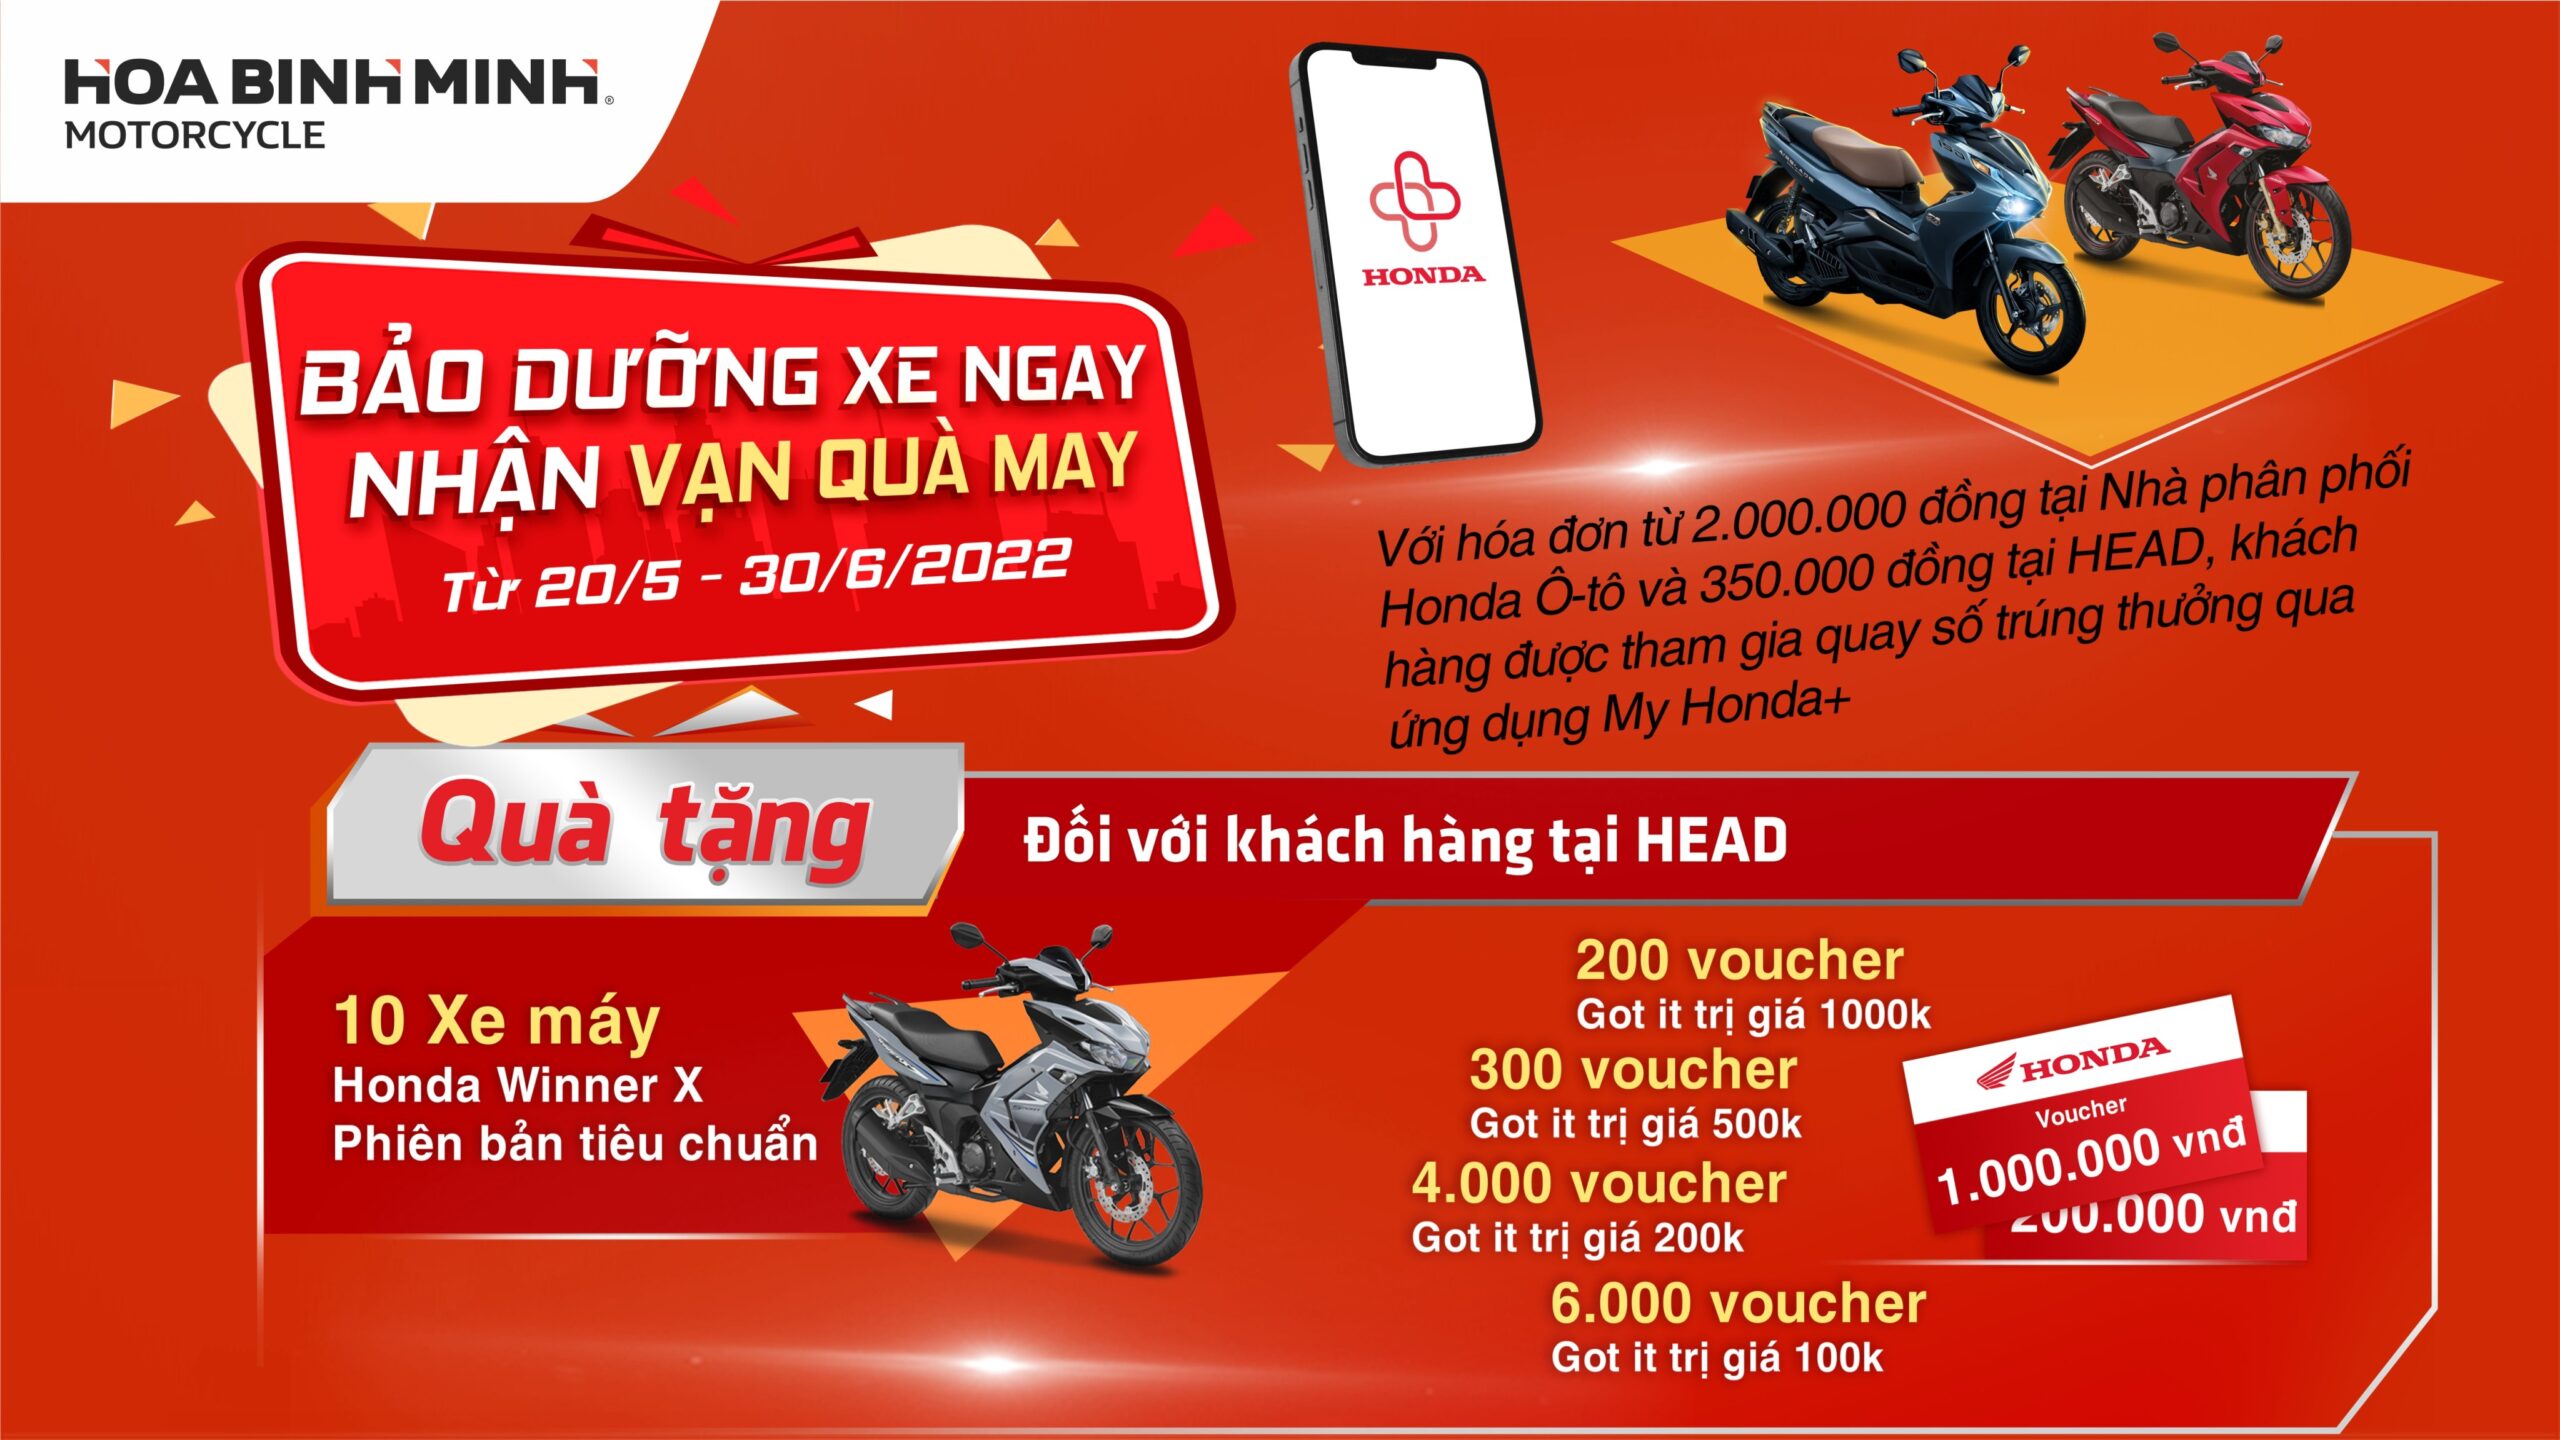 HOA BINH MINH®
MOTORCYCLE
HONDA
BẢO DƯỠNG XE NGAY
NHẬN VẠN QUÀ MAY
Từ 20/5 - 30/6/2022
Với hóa đơn từ 2.000.000 đồng tại Nhà phân phối
Honda Ô-tô và 350.000 đồng tại HEAD, khách
hàng được tham gia quay số trúng thưởng qua
ứng dụng My Honda+
Quà tặng
Đối với khách hàng tại HEAD
10 Xe máy
Honda Winner X
Phiên bản tiêu chuẩn
200 voucher
Got it trị giá 1000k
300 voucher
Got it trị giá 500k
4.000 voucher
Got it trị giá 200k
6.000 voucher
Got it trị giá 100k
HONDA
Voucher
1.000.000 vnđ
200.000 vnđ